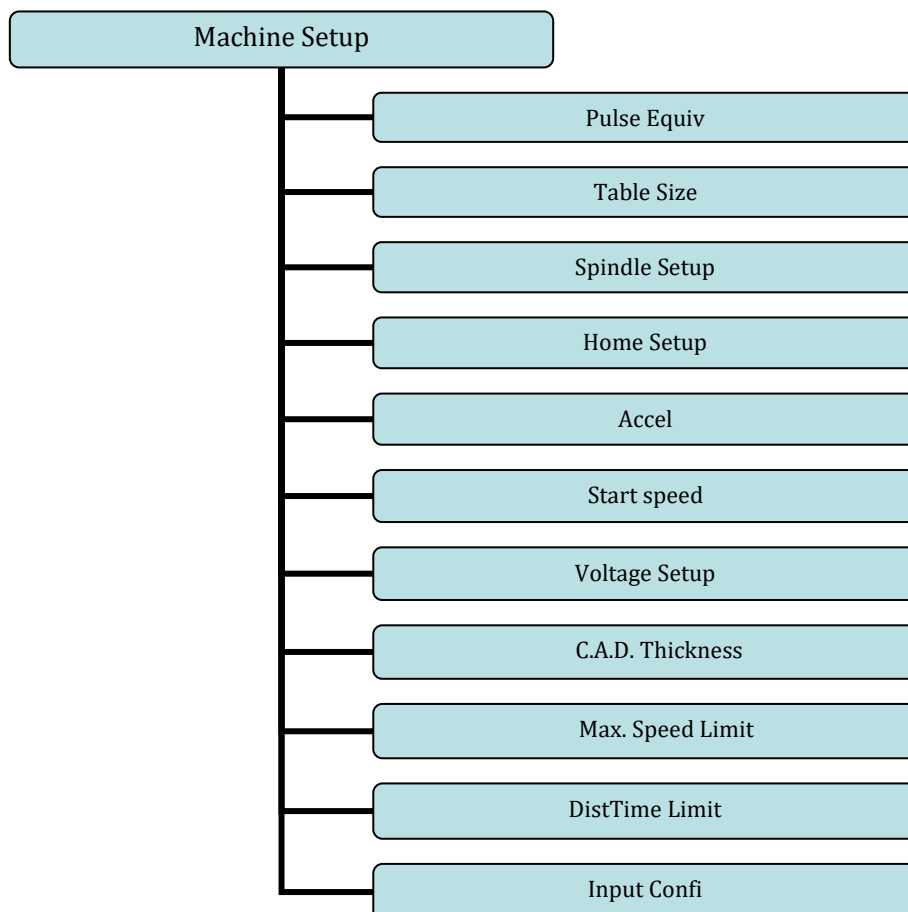 Machine Setup
Pulse Equiv
Table Size
Spindle Setup
Home Setup
Accel
Start speed
Voltage Setup
C.A.D. Thickness
Max. Speed Limit
DistTime Limit
Input Confi